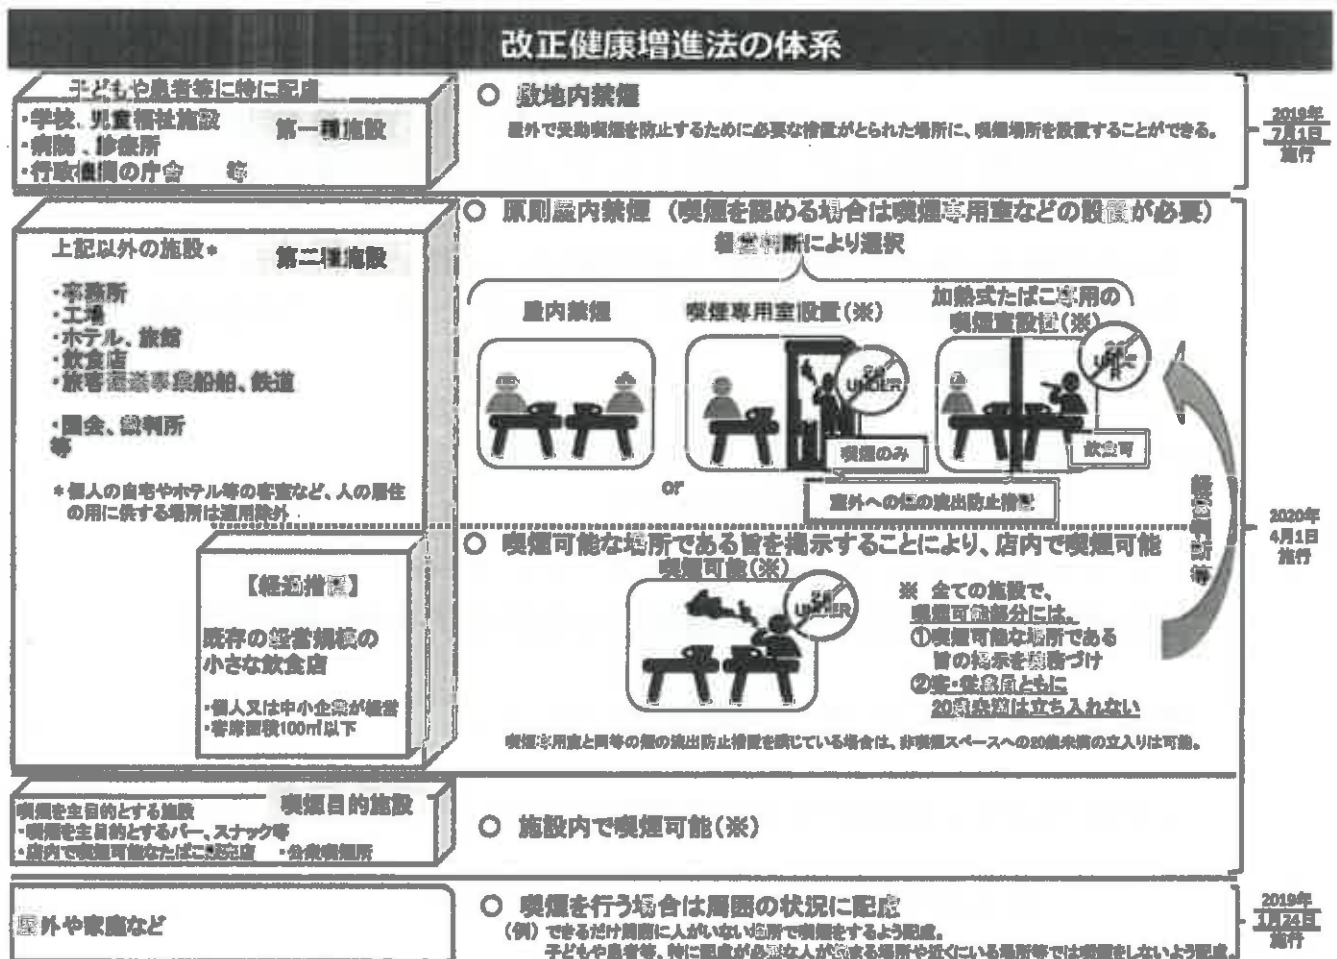 改正健康増進法の体系
子どもや患者等に特に配慮
・学校、児童福祉施設
第一種施設
・病院、診療所
・行政機関の庁舎 等
○ 敷地内禁煙
屋外で受動喫煙を防止するために必要な措置がとられた場所に、喫煙場所を設置することができる。
2019年
7月1日
施行
上記以外の施設*
第二種施設
・事務所
・工場
・ホテル、旅館
・飲食店
・旅客運送事業船舶、鉄道
・国会、裁判所
等
* 個人の自宅やホテル等の客室など、人の居住
の用に供する場所は適用除外
○ 原則屋内禁煙 (喫煙を認める場合は喫煙専用室などの設置が必要)
経営判断により選択
屋内禁煙
喫煙専用室設置(※)
加熱式たばこ専用の
喫煙室設置(※)
UNDER
喫煙のみ
飲食可
or
室外への煙の流出防止措置
経営判断等
2020年
4月1日
施行
【経過措置】
既存の経営規模の
小さな飲食店
・個人又は中小企業が経営
・客席面積100㎡以下
○ 喫煙可能な場所である旨を掲示することにより、店内で喫煙可能
喫煙可能(※)
UNDER
※ 全ての施設で、
喫煙可能部分には、
①喫煙可能な場所である
旨の掲示を義務づけ
②客・従業員ともに
20歳未満は立ち入れない
喫煙専用室と同等の煙の流出防止措置を講じている場合は、非喫煙スペースへの20歳未満の立入りは可能。
喫煙目的施設
喫煙を主目的とする施設
・喫煙を主目的とするバー、スナック等
・店内で喫煙可能なたばこ販売店 ・公衆喫煙所
○ 施設内で喫煙可能(※)
屋外や家庭など
○ 喫煙を行う場合は周囲の状況に配慮
(例) できるだけ周囲に人がいない場所で喫煙をするよう配慮。
子どもや患者等、特に配慮が必要な人が集まる場所や近くにいる場所等では喫煙をしないよう配慮。
2019年
1月24日
施行